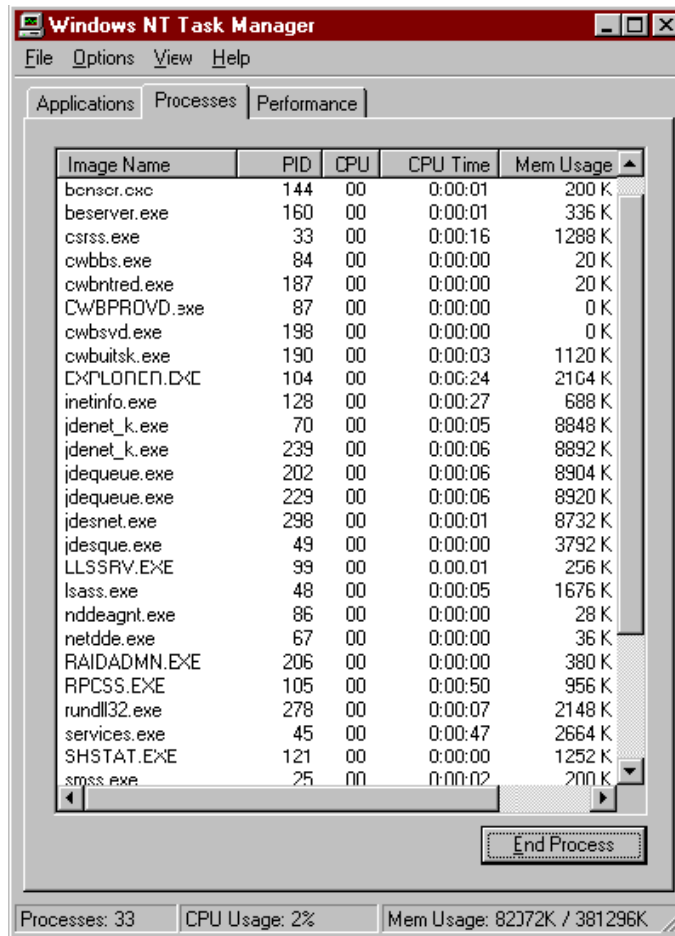 Windows NT Task Manager
File Options View Help
Applications Processes Performance
Image Name PID CPU CPU Time Mem Usage
144 00 0:00:01 200 K
beserver.exe 160 00 0:00:01 336 K
csrss.exe 33 00 0:00:16 1288 K
cwbbs.exe 84 00 0:00:00 20 K
cwbntred.exe 187 00 0:00:00 20 K
CWBPROVD.exe 87 00 0:00:00 0 K
cwbsvd.exe 198 00 0:00:00 0 K
cwbuitsk.exe 190 00 0:00:03 1120 K
EXPLORER.EXE 104 00 2164 K
inetinfo.exe 128 00 0:00:27 688 K
jdenet_k.exe 70 00 0:00:05 8848 K
jdenet_k.exe 239 00 0:00:06 8892 K
jdequeue.exe 202 00 0:00:06 8904 K
jdequeue.exe 229 00 0:00:06 8920 K
jdesnet.exe 298 00 0:00:01 8732 K
jdesque.exe 49 00 0:00:00 3792 K
LLSSRV.EXE 99 00 0:00:01 256 K
lsass.exe 48 00 0:00:05 1676 K
nddeagnt.exe 86 00 0:00:00 28 K
netdde.exe 67 00 0:00:00 36 K
RAIDADMN.EXE 206 00 0:00:00 380 K
RPCSS.EXE 105 00 0:00:50 956 K
rundll32.exe 278 00 0:00:07 2148 K
services.exe 45 00 0:00:47 2664 K
SHSTAT.EXE 121 00 0:00:00 1252 K
smss.exe 25 00 0:00:02 200 K
End Process
Processes: 33 CPU Usage: 2% Mem Usage: 82072K / 381296K